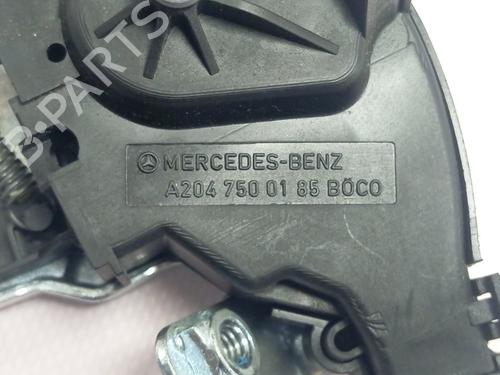 B-PARTS
MERCEDES-BENZ
A204 750 01 85 BÖCO